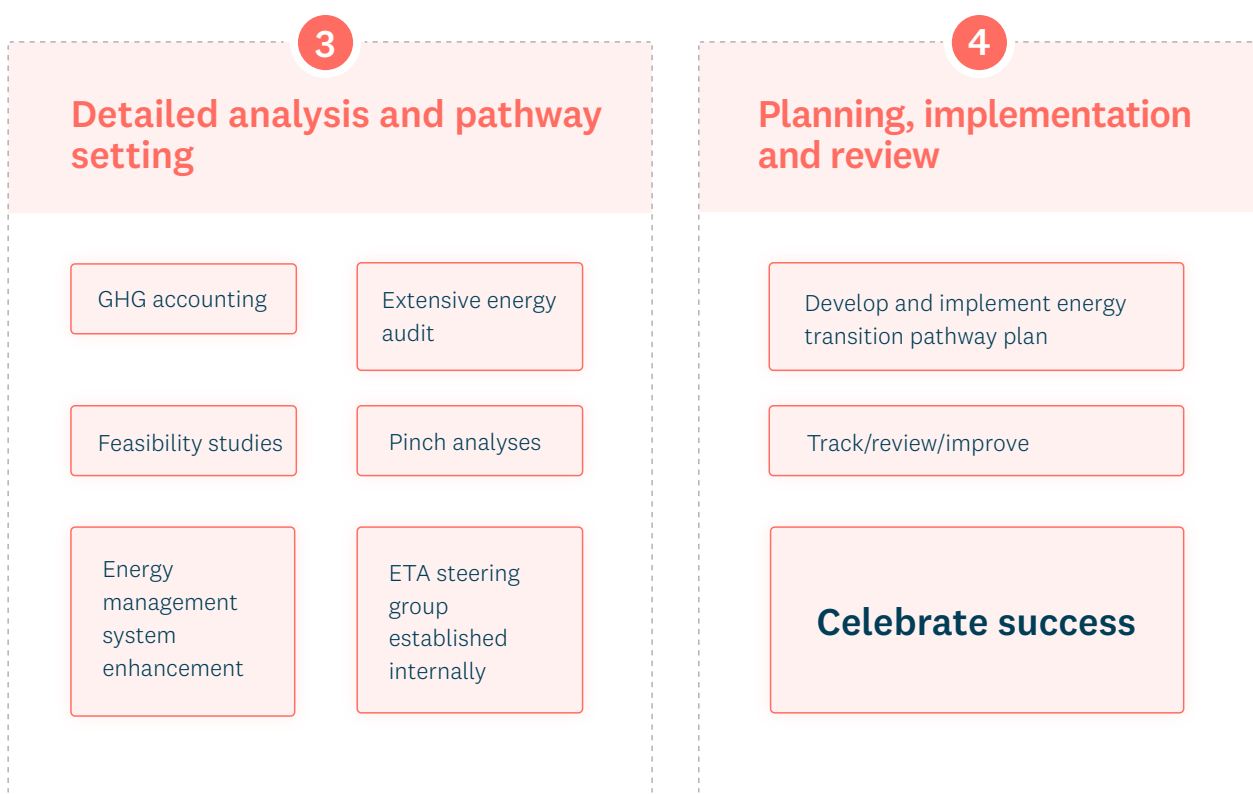 3
Detailed analysis and pathway
setting
GHG accounting
Extensive energy
audit
Feasibility studies
Pinch analyses
Energy
management
system
enhancement
ETA steering
group
established
internally
4
Planning, implementation
and review
Develop and implement energy
transition pathway plan
Track/review/improve
Celebrate success